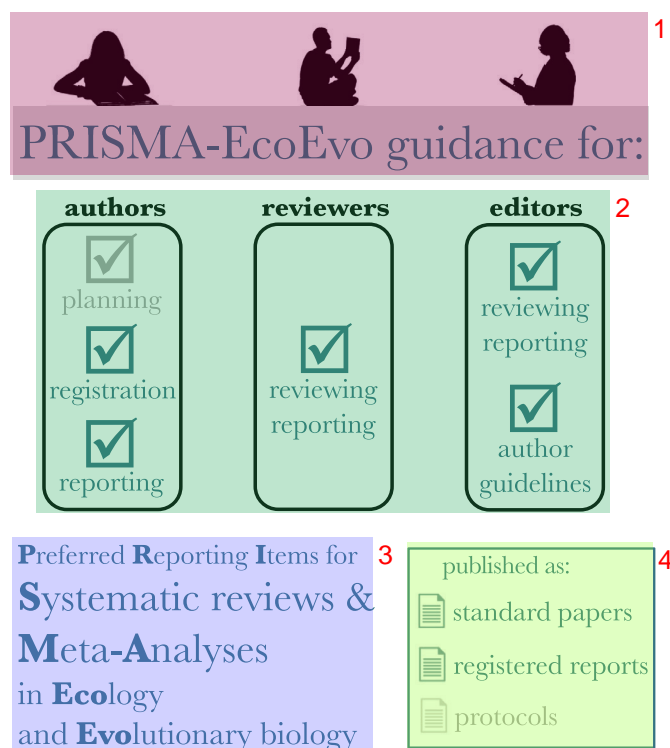 1
PRISMA-EcoEvo guidance for:
2
authors
planning
registration
reporting
reviewers
reviewing
reporting
editors
reviewing
reporting
author
guidelines
3
Preferred Reporting Items for
Systematic reviews &
Meta-Analyses
in Ecology
and Evolutionary biology
4
published as:
standard papers
registered reports
protocols